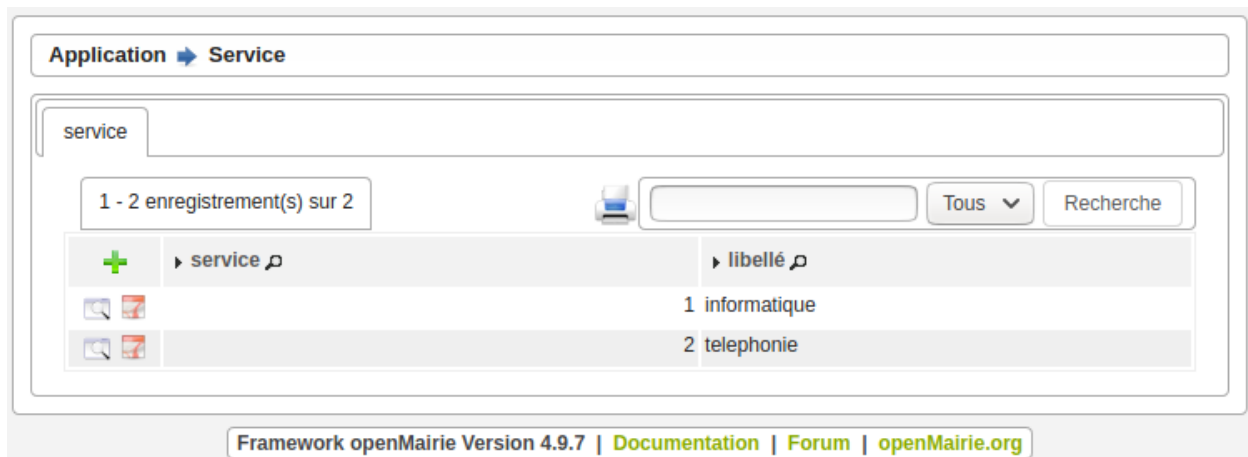 Application Service
service
1 - 2 enregistrement(s) sur 2 Tous Recherche
service libellé
1 informatique
2 telephonie
Framework openMairie Version 4.9.7 | Documentation | Forum | openMairie.org